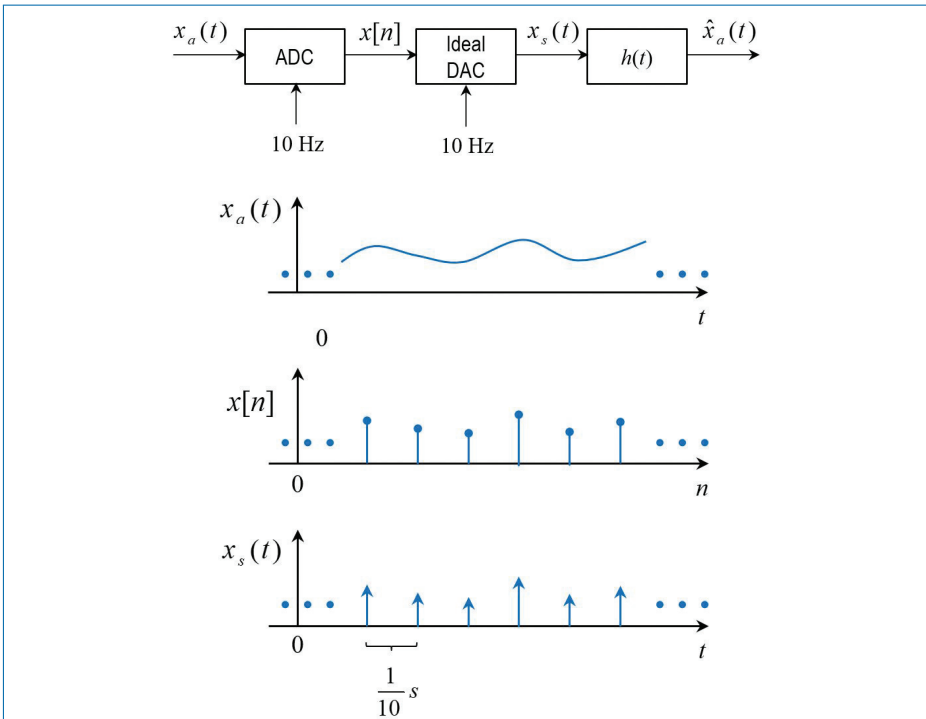 x_a(t) x[n] x_s(t) x̂_a(t)
ADC Ideal DAC h(t)
10 Hz 10 Hz
x_a(t)
t
0
x[n]
0 n
x_s(t)
0 t
1/10 s